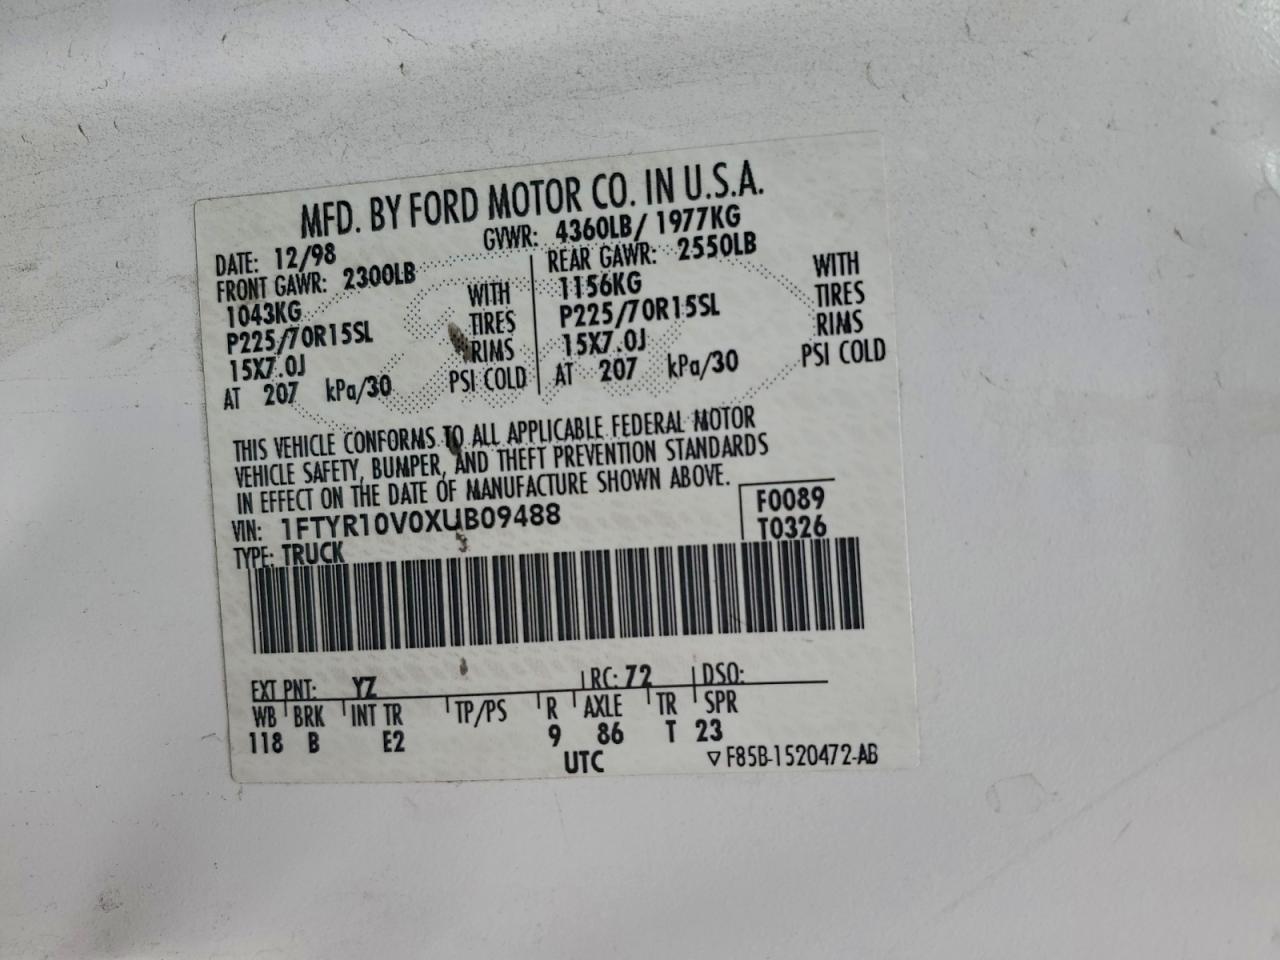 MFD. BY FORD MOTOR CO. IN U.S.A.
DATE: 12/98 GVWR: 4360LB/ 1977KG
FRONT GAWR: 2300LB REAR GAWR: 2550LB
1043KG WITH 1156KG WITH
P225/70R15SL TIRES P225/70R15SL TIRES
15X7.0J RIMS 15X7.0J RIMS
AT 207 kPa/30 PSI COLD AT 207 kPa/30 PSI COLD
THIS VEHICLE CONFORMS TO ALL APPLICABLE FEDERAL MOTOR
VEHICLE SAFETY, BUMPER, AND THEFT PREVENTION STANDARDS
IN EFFECT ON THE DATE OF MANUFACTURE SHOWN ABOVE.
VIN: 1FTYR10V0XUB09488 F0089
TYPE: TRUCK T0326
EXT PNT: YZ RC: 72 DSO:
WB BRK INT TR TP/PS R AXLE TR SPR
118 B E2 9 86 T 23
UTC ▽F85B-1520472-AB